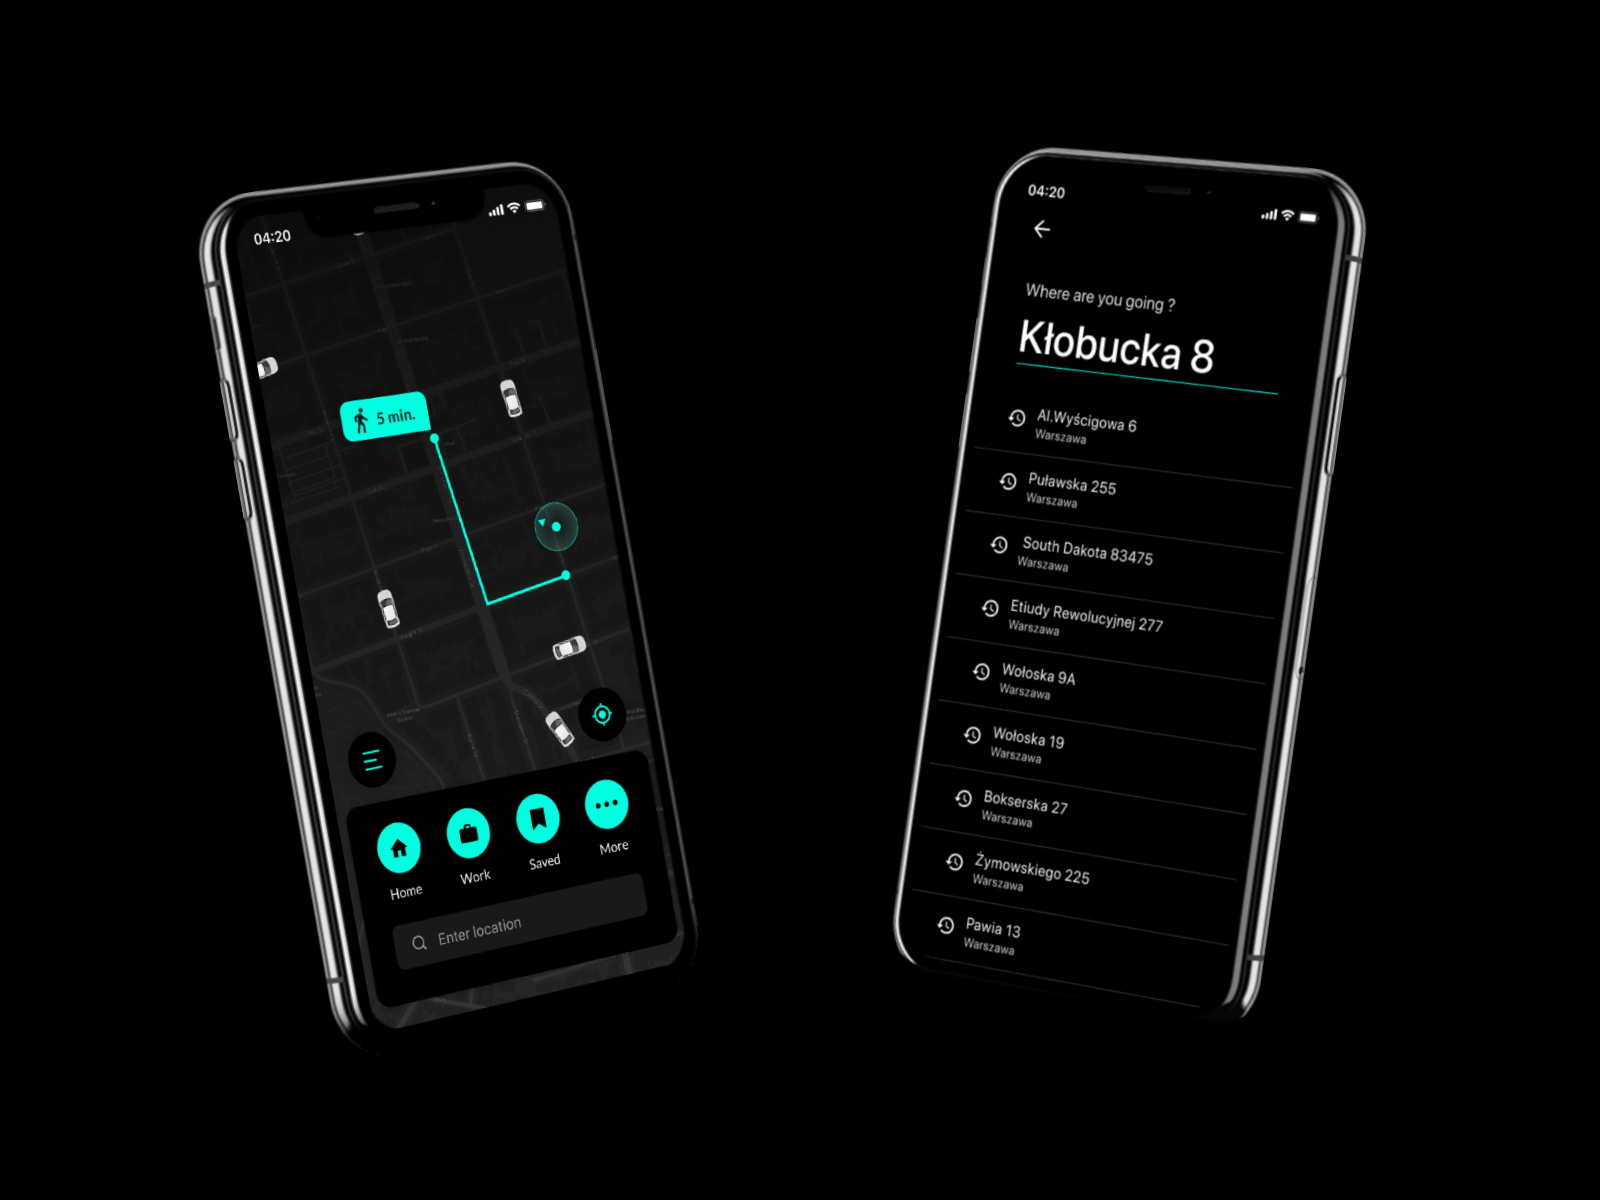 04:20
5 min.
Home
Work
Saved
More
Enter location
04:20
Where are you going ?
Kłobucka 8
Al.Wyścigowa 6
Warszawa
Puławska 255
Warszawa
South Dakota 83475
Warszawa
Etiudy Rewolucyjnej 277
Warszawa
Wołoska 9A
Warszawa
Wołoska 19
Warszawa
Bokserska 27
Warszawa
Żymowskiego 225
Warszawa
Pawia 13
Warszawa